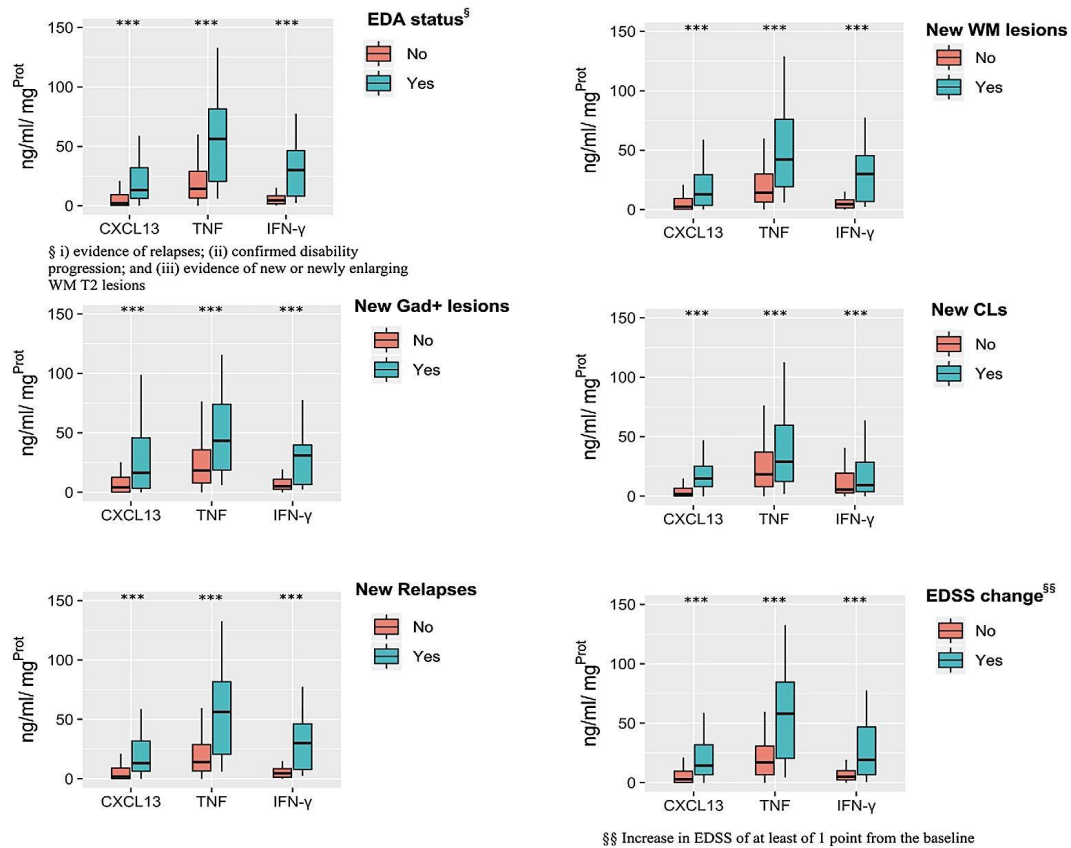 EDA status§
No
Yes
***
***
***
150
100
50
0
ng/ml/ mgProt
CXCL13
TNF
IFN-γ
§ i) evidence of relapses; (ii) confirmed disability
progression; and (iii) evidence of new or newly enlarging
WM T2 lesions
New WM lesions
No
Yes
***
***
***
150
100
50
0
ng/ml/ mgProt
CXCL13
TNF
IFN-γ
New Gad+ lesions
No
Yes
***
***
***
150
100
50
0
ng/ml/ mgProt
CXCL13
TNF
IFN-γ
New CLs
No
Yes
***
***
***
150
100
50
0
ng/ml/ mgProt
CXCL13
TNF
IFN-γ
New Relapses
No
Yes
***
***
***
150
100
50
0
ng/ml/ mgProt
CXCL13
TNF
IFN-γ
EDSS change§§
No
Yes
***
***
***
150
100
50
0
ng/ml/ mgProt
CXCL13
TNF
IFN-γ
§§ Increase in EDSS of at least of 1 point from the baseline